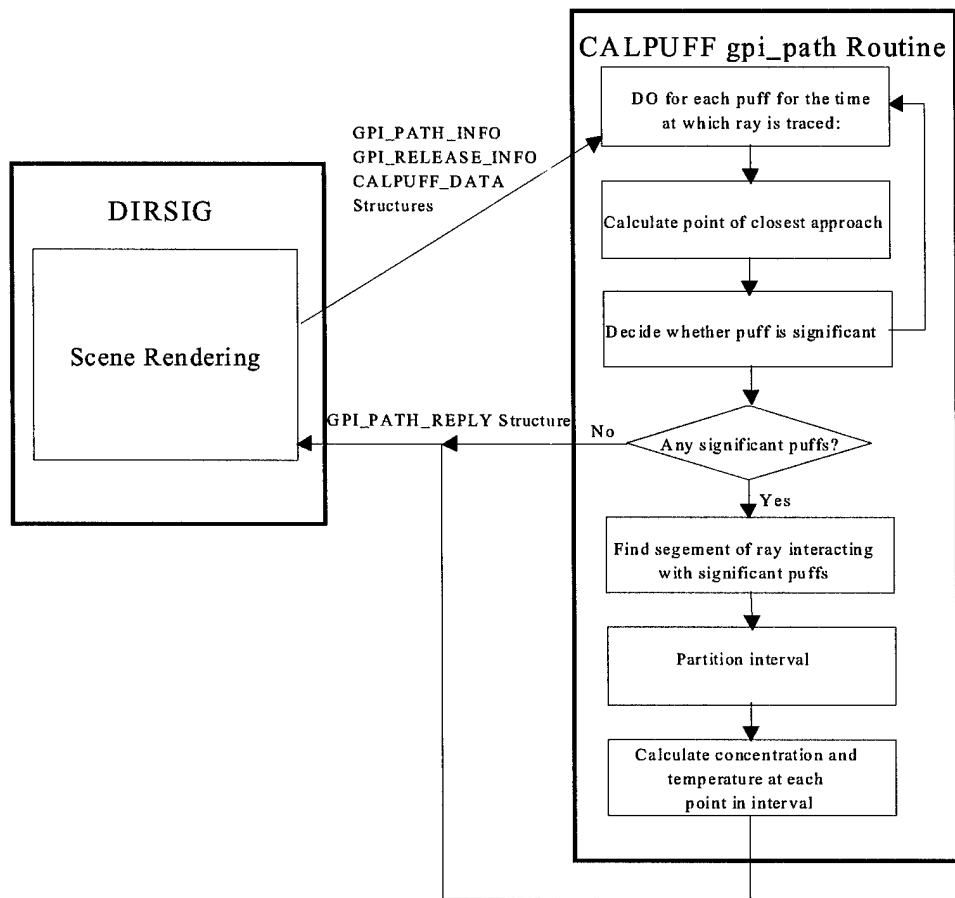 CALPUFF gpi_path Routine
DO for each puff for the time
at which ray is traced:
GPI_PATH_INFO
GPI_RELEASE_INFO
CALPUFF_DATA
Structures
DIRSIG
Scene Rendering
Calculate point of closest approach
Decide whether puff is significant
GPI_PATH_REPLY Structure
No
Any significant puffs?
Yes
Find segement of ray interacting
with significant puffs
Partition interval
Calculate concentration and
temperature at each
point in interval